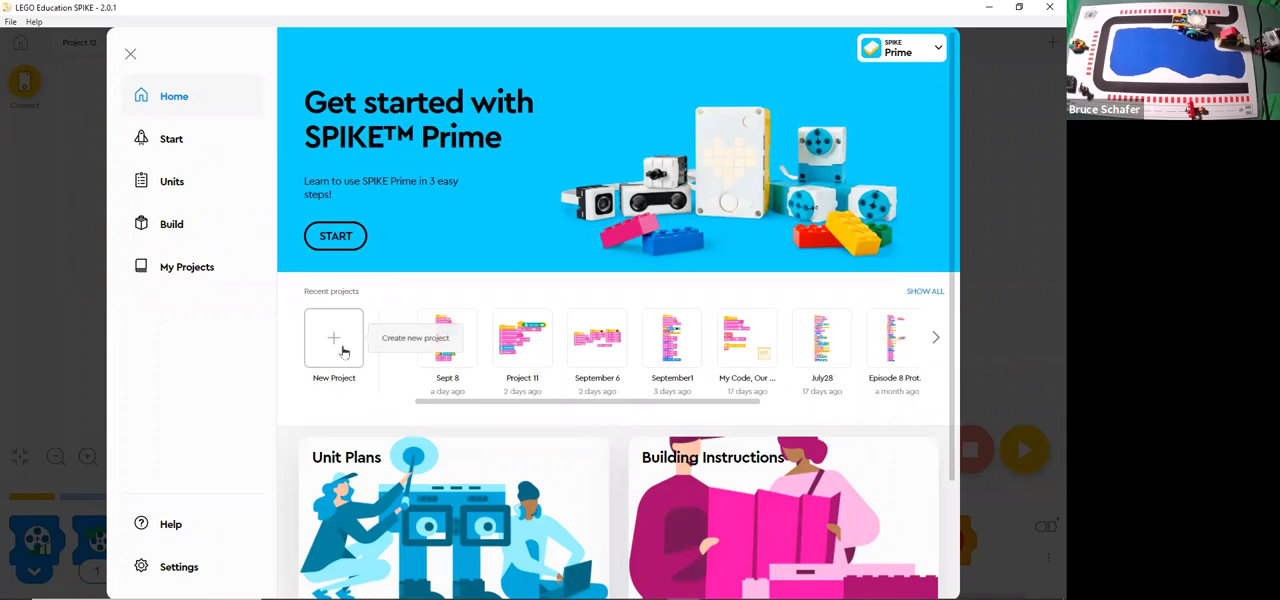 LEGO Education SPIKE - 2.0.1
File Help
Project 12
Connect
Home
Start
Units
Build
My Projects
Help
Settings
SPIKE
Prime
Get started with
SPIKE™ Prime
Learn to use SPIKE Prime in 3 easy
steps!
START
Recent projects
SHOW ALL
Create new project
New Project
Sept 8
a day ago
Project 11
2 days ago
September 6
2 days ago
September1
3 days ago
My Code, Our ...
17 days ago
July28
17 days ago
Episode 8 Prot.
a month ago
Unit Plans
Building Instructions
1
Bruce Schafer